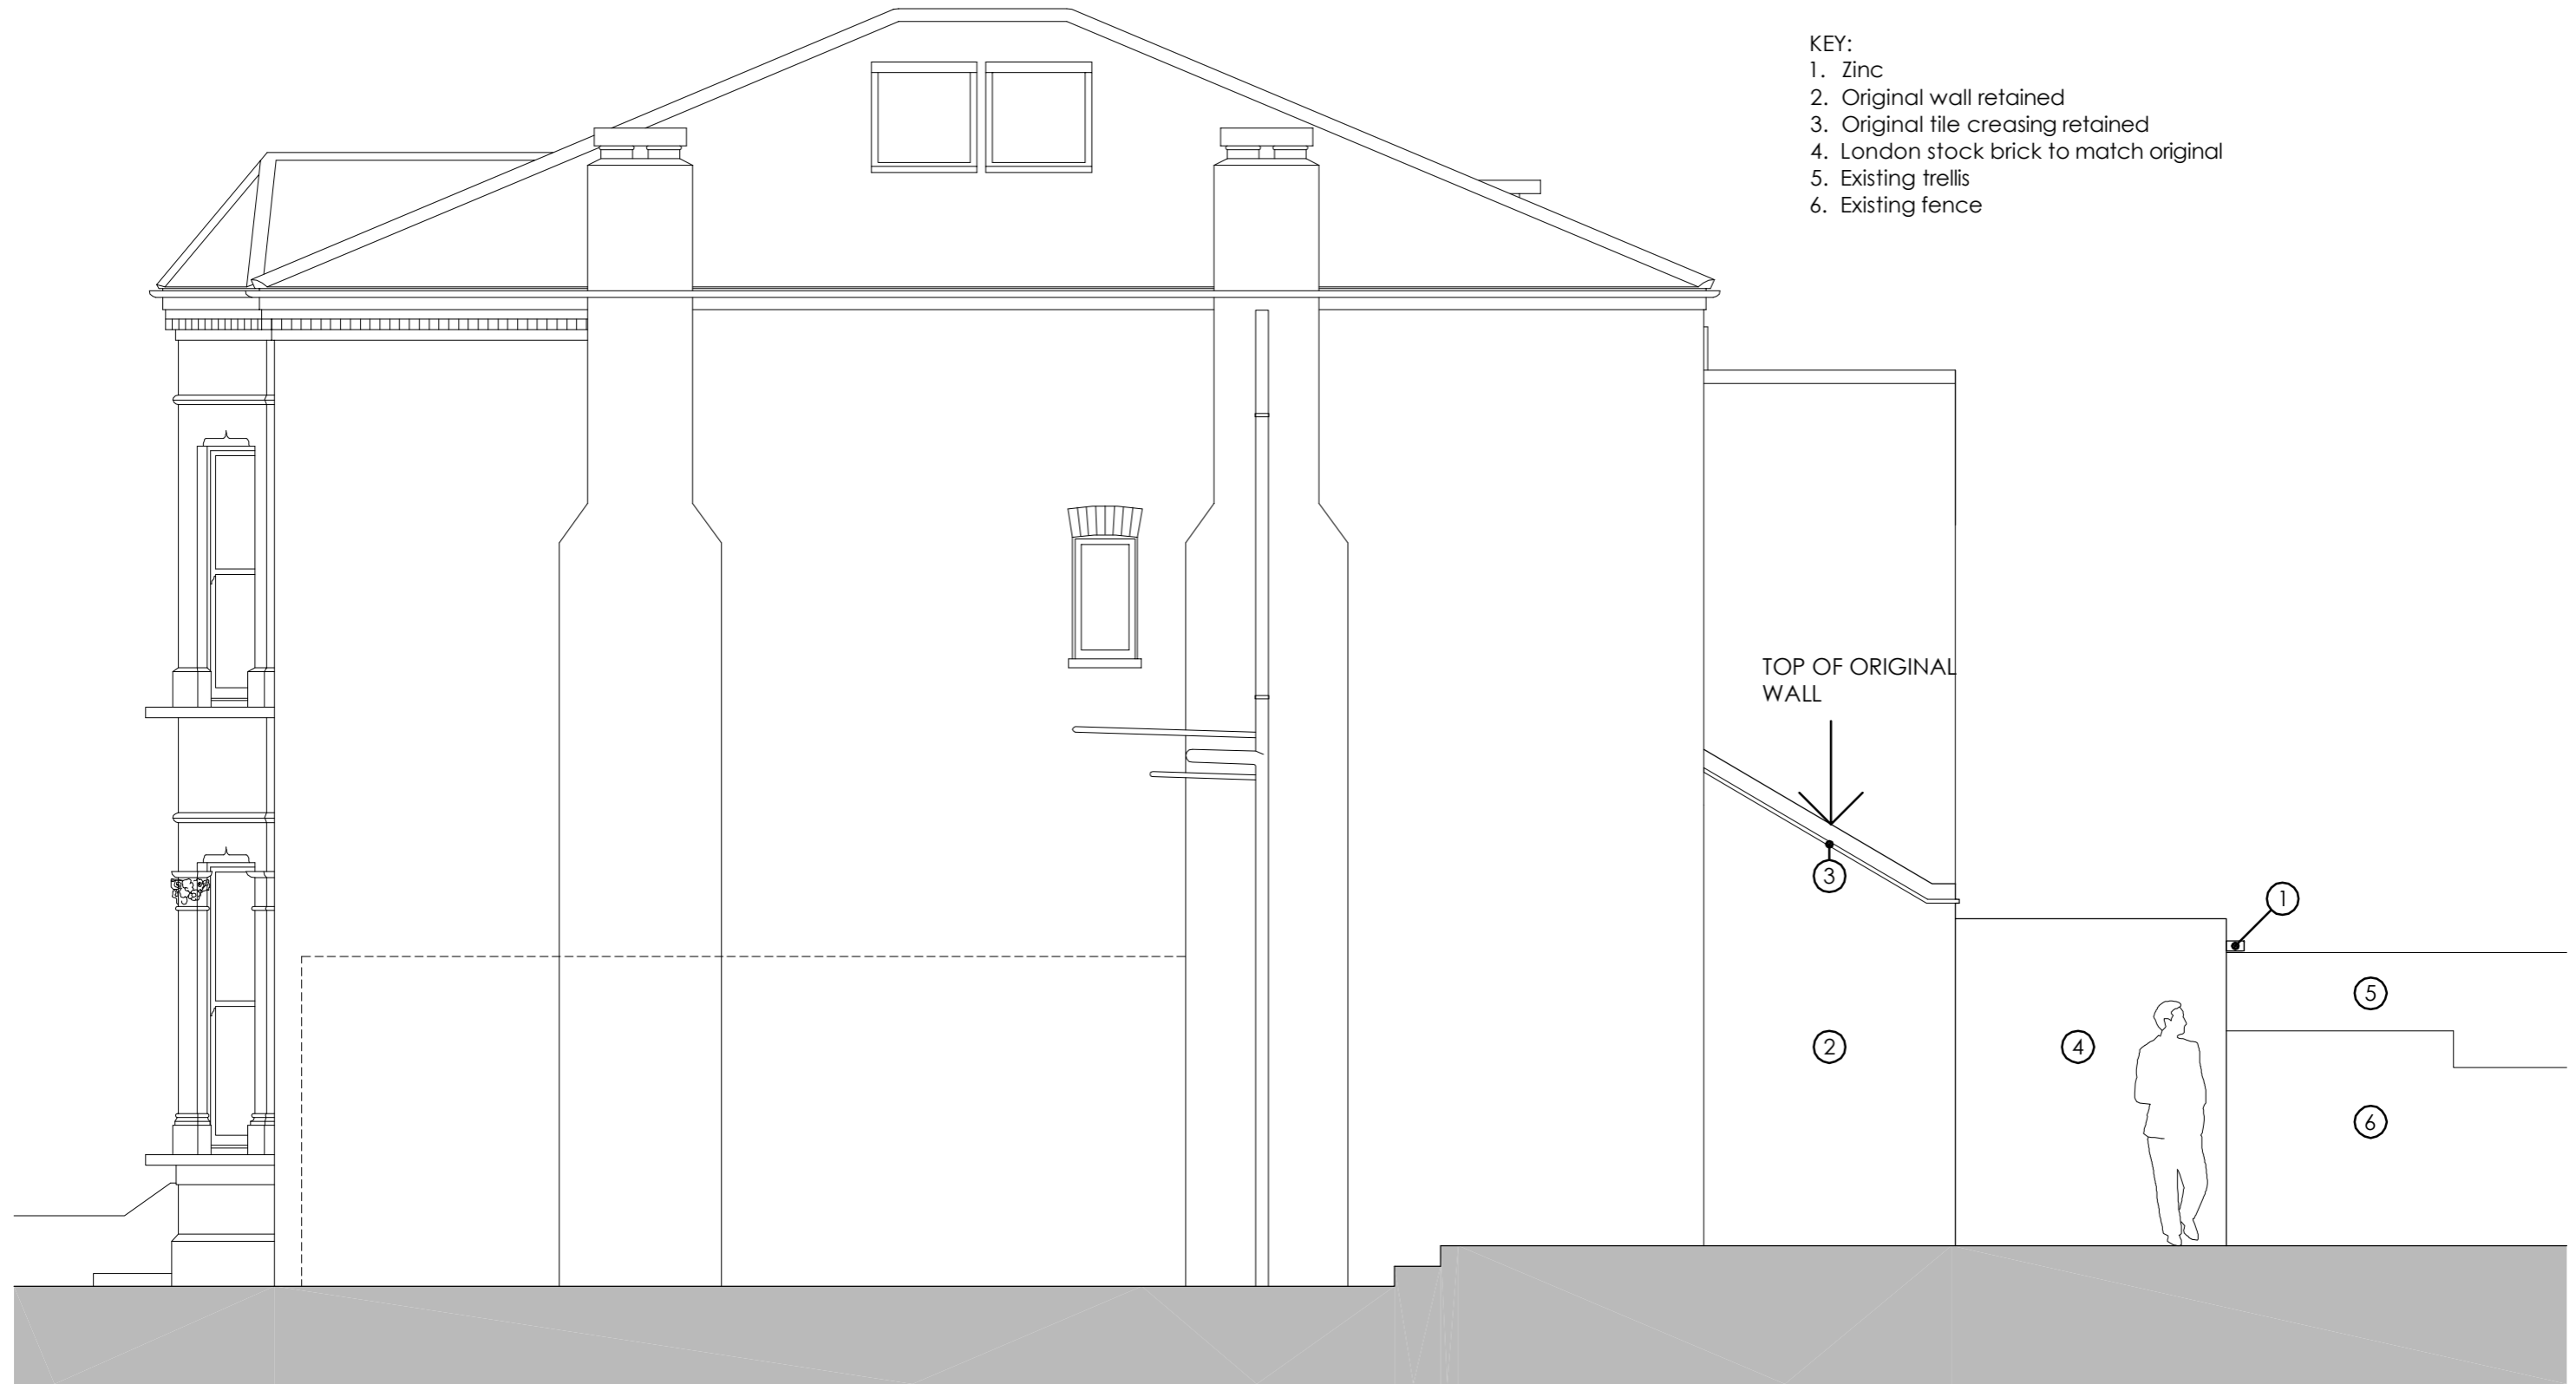 KEY:
1. Zinc
2. Original wall retained
3. Original tile creasing retained
4. London stock brick to match original
5. Existing trellis
6. Existing fence
TOP OF ORIGINAL
WALL
3
1
5
2
4
6